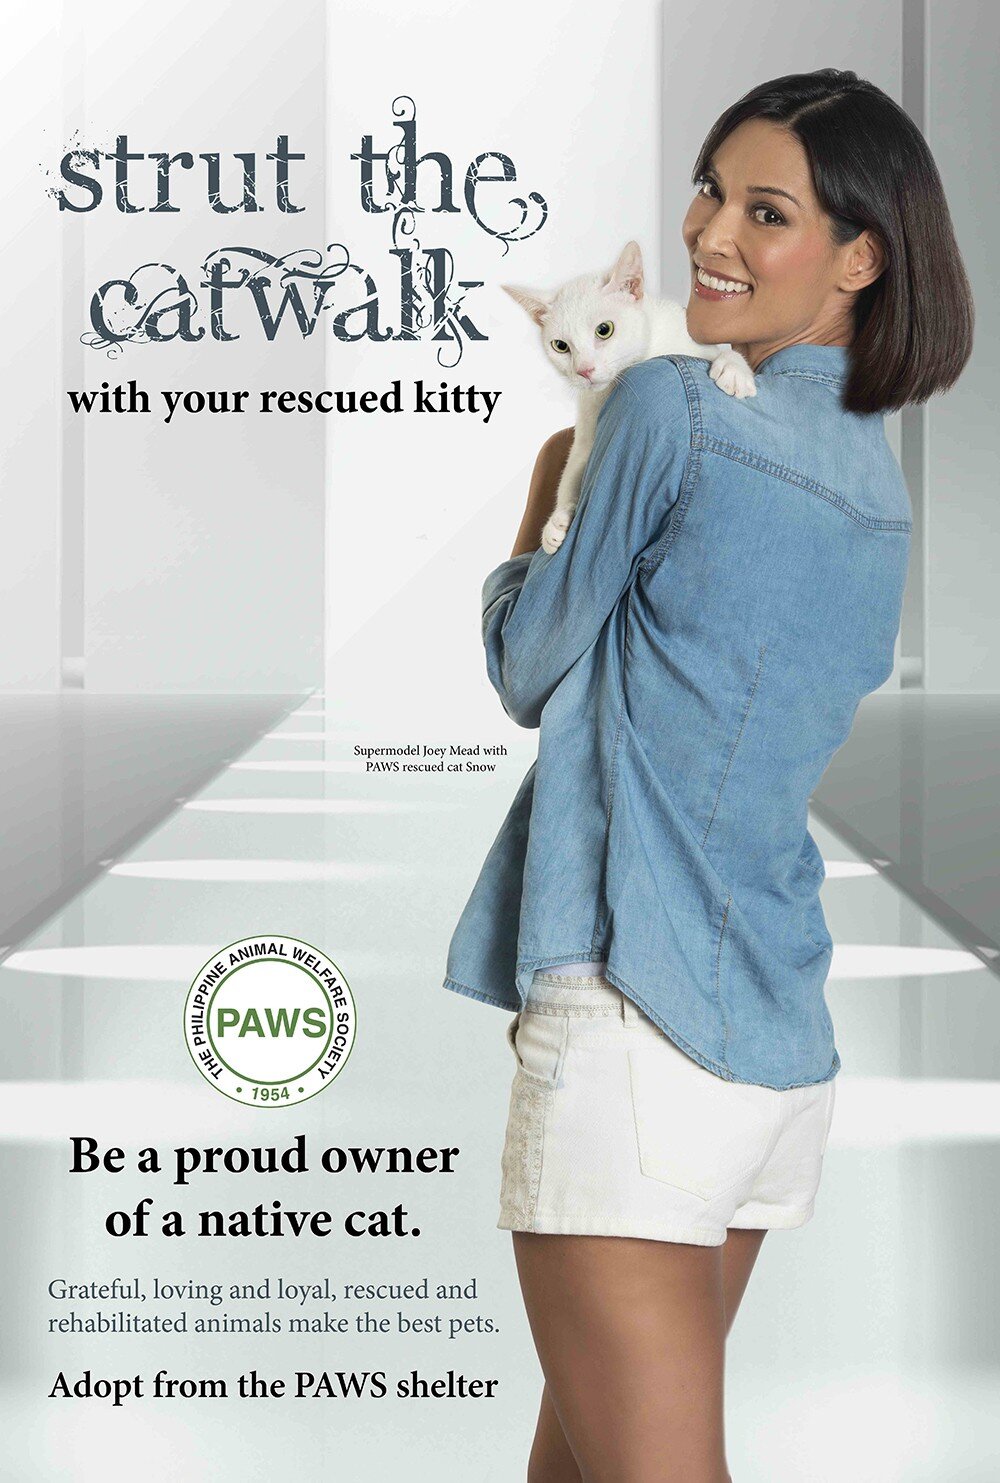 strut the
catwalk
with your rescued kitty
Supermodel Joey Mead with
PAWS rescued cat Snow
THE PHILIPPINE ANIMAL WELFARE SOCIETY
PAWS
• 1954 •
Be a proud owner
of a native cat.
Grateful, loving and loyal, rescued and
rehabilitated animals make the best pets.
Adopt from the PAWS shelter